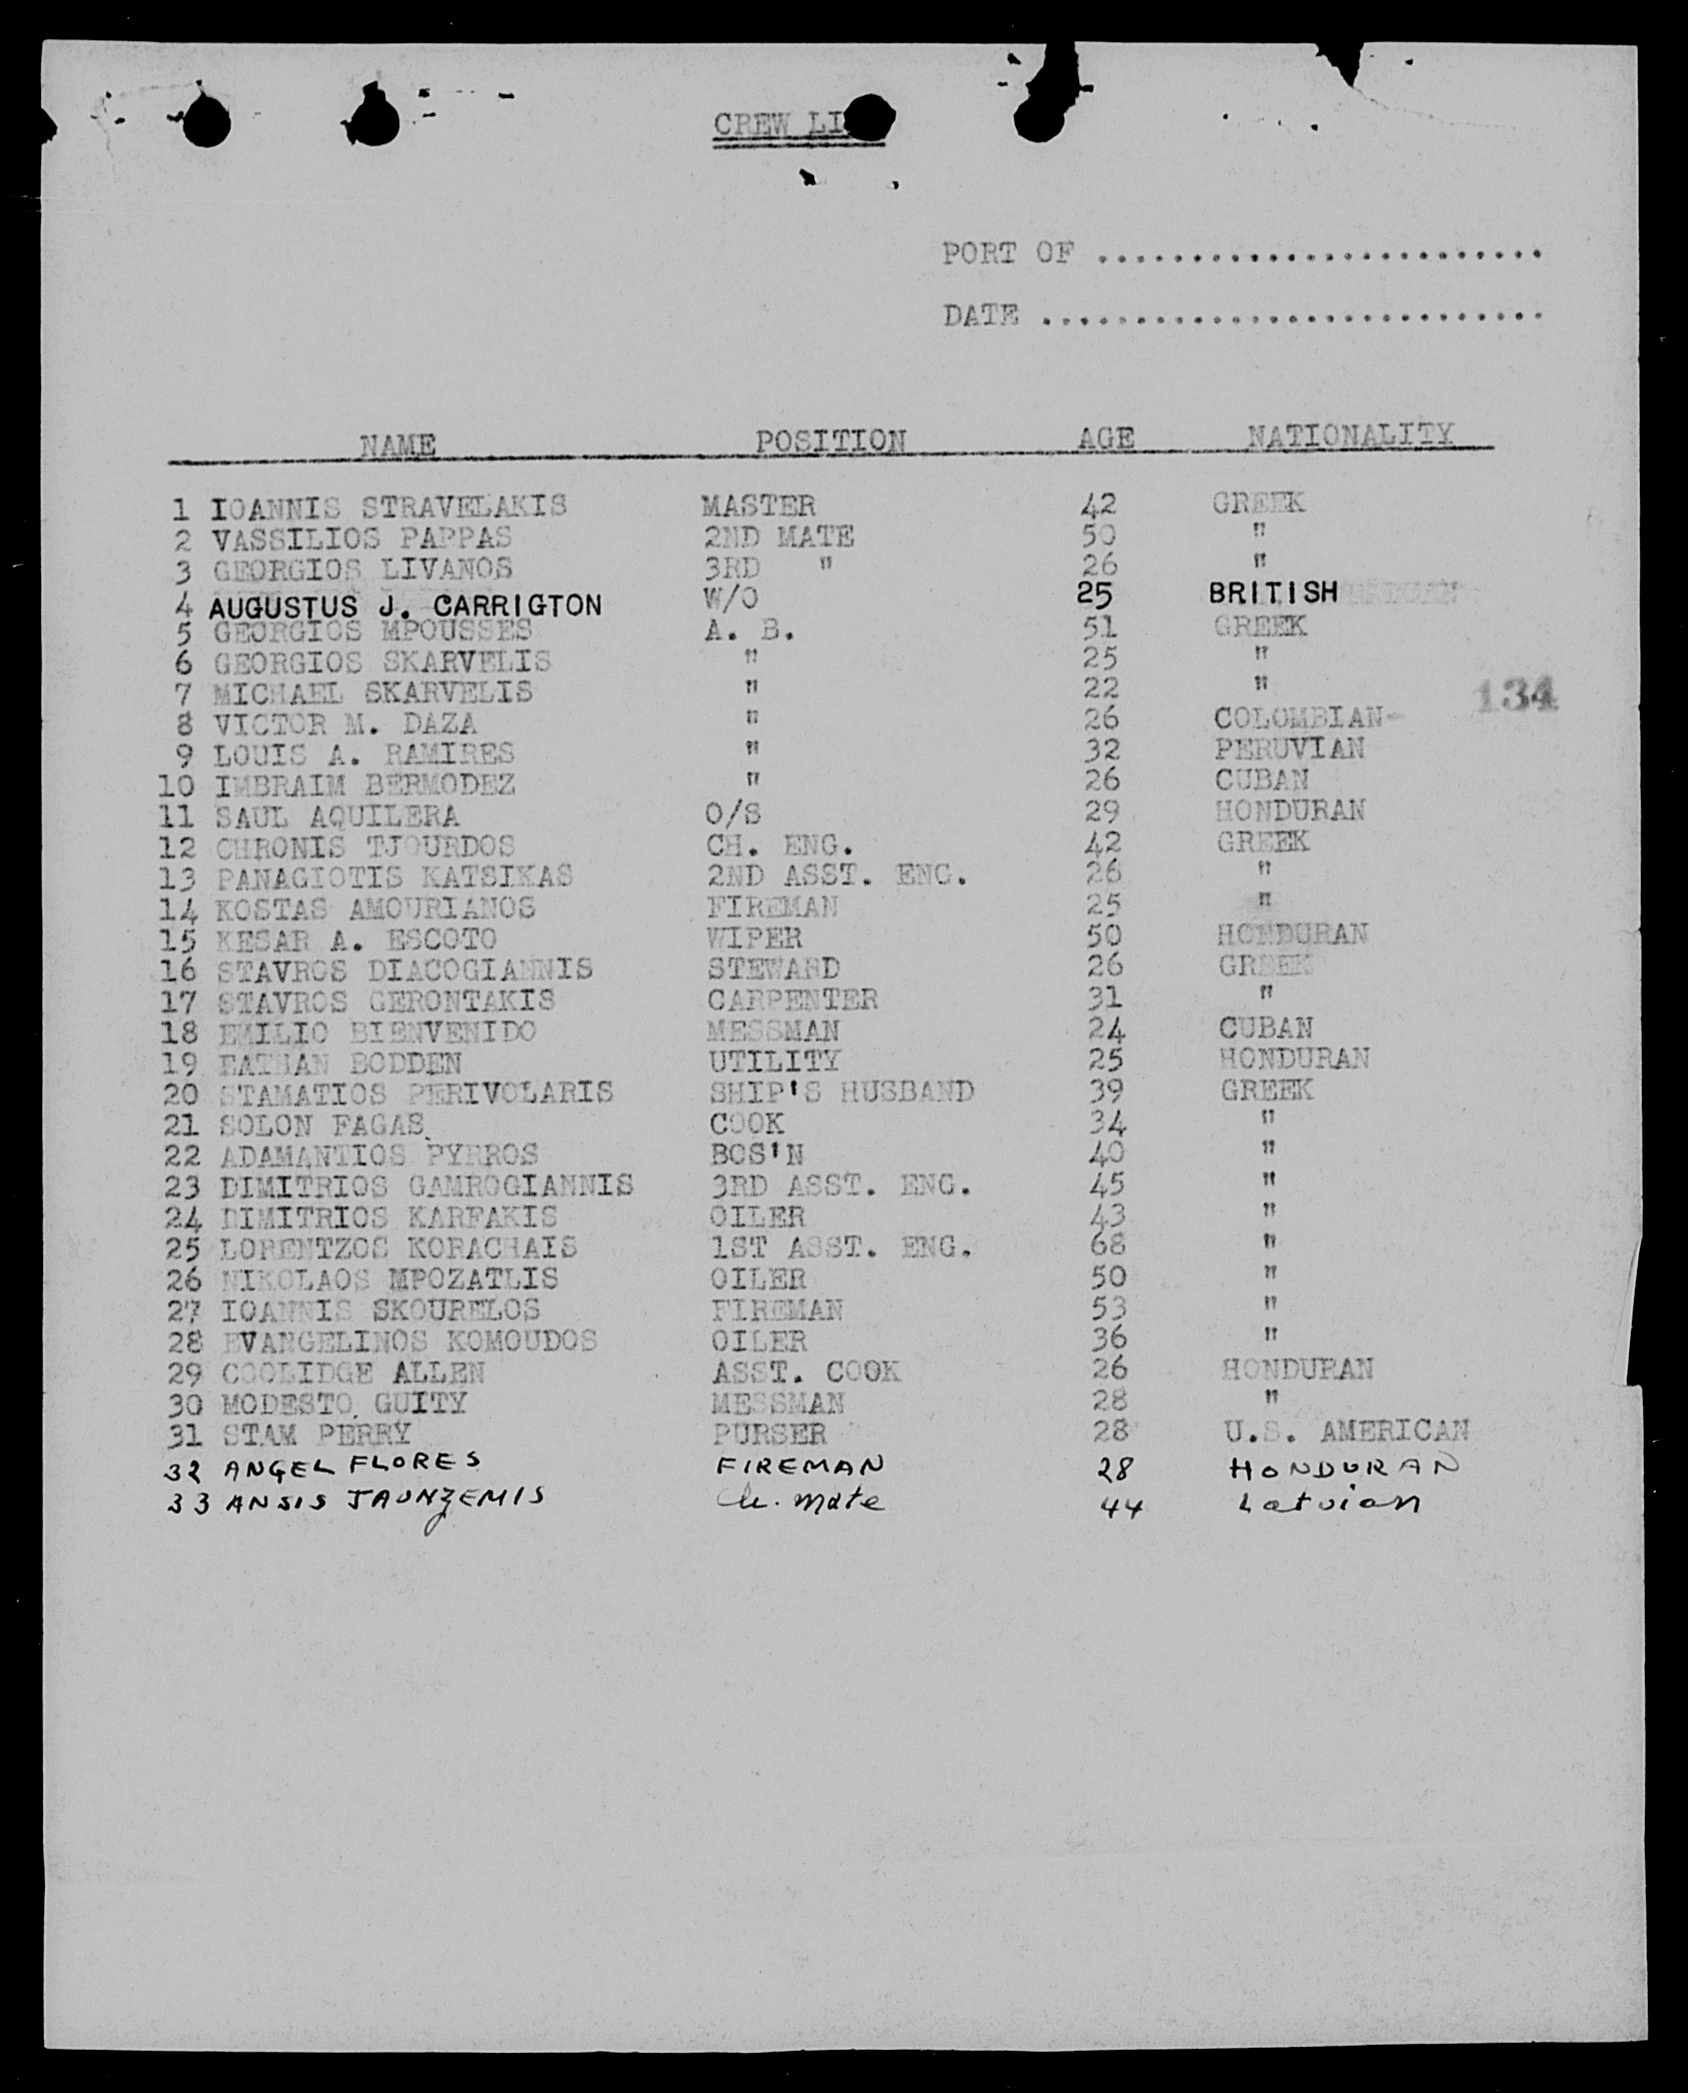 CREW LI
PORT OF ........................
DATE ...........................
NAME POSITION AGE NATIONALITY
1 IOANNIS STRAVELAKIS MASTER 42 GREEK
2 VASSILIOS PAPPAS 2ND MATE 50 "
3 GEORGIOS LIVANOS 3RD " 26 "
4 AUGUSTUS J. CARRIGTON W/O 25 BRITISH
5 GEORGIOS MPOUSSES A. B. 51 GREEK
6 GEORGIOS SKARVELIS " 25 "
7 MICHAEL SKARVELIS " 22 "
134
8 VICTOR M. DAZA " 26 COLOMBIAN-
9 LOUIS A. RAMIRES " 32 PERUVIAN
10 IMBRAIM BERMODEZ " 26 CUBAN
11 SAUL AQUILERA O/S 29 HONDURAN
12 CHRONIS TJOURDOS CH. ENG. 42 GREEK
13 PANAGIOTIS KATSIKAS 2ND ASST. ENG. 26 "
14 KOSTAS AMOURIANOS FIREMAN 25 "
15 KESAR A. ESCOTO WIPER 50 HONDURAN
16 STAVROS DIACOGIANNIS STEWARD 26 GREEK
17 STAVROS GERONTAKIS CARPENTER 31 "
18 EMILIO BIENVENIDO MESSMAN 24 CUBAN
19 BODDEN UTILITY 25 HONDURAN
20 STAMATIOS PERIVOLARIS SHIP'S HUSBAND 39 GREEK
21 SOLON FAGAS COOK 34 "
22 ADAMANTIOS PYRROS BOS'N 40 "
23 DIMITRIOS GAMROGIANNIS 3RD ASST. ENG. 45 "
24 DIMITRIOS KARFAKIS OILER 43 "
25 LORENTZOS KORACHAIS 1ST ASST. ENG. 68 "
26 NIKOLAOS MPOZATLIS OILER 50 "
27 IOANNIS SKOURELOS FIREMAN 53 "
28 EVANGELINOS KOMOUDOS OILER 36 "
29 COOLIDGE ALLEN ASST. COOK 26 HONDURAN
30 MODESTO GUITY MESSMAN 28 "
31 STAM PERRY PURSER 28 U.S. AMERICAN
32 ANGEL FLORES FIREMAN 28 HONDURAN
33 ANSIS JAUNZEMIS Ch. Mate 44 Latvian